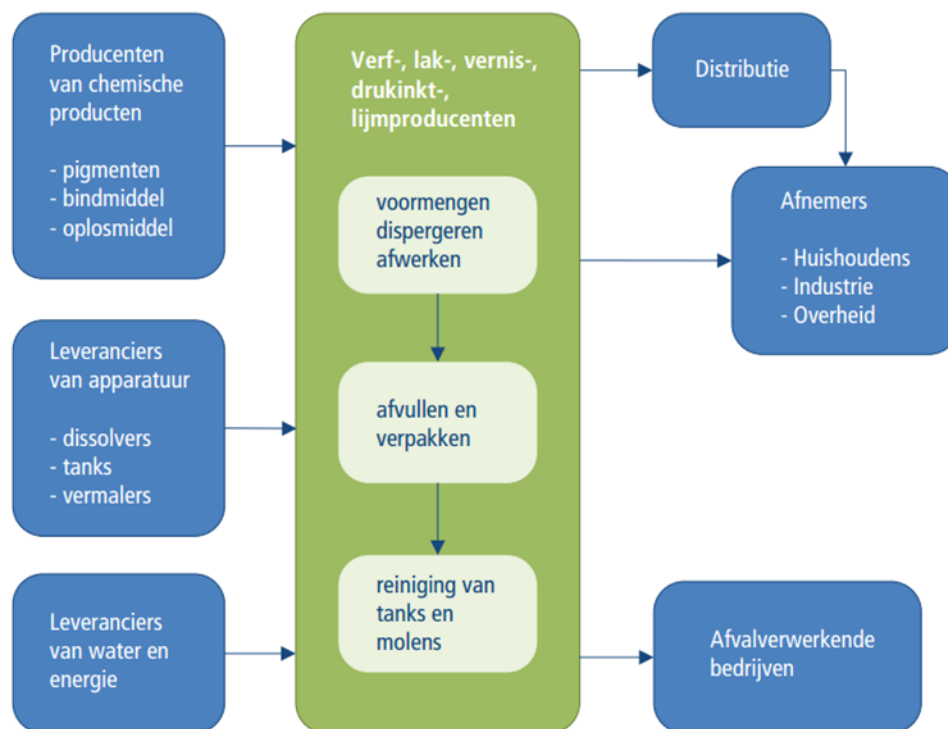 Producenten
van chemische
producten
- pigmenten
- bindmiddel
- oplosmiddel
Leveranciers
van apparatuur
- dissolvers
- tanks
- vermalers
Leveranciers
van water en
energie
Verf-, lak-, vernis-,
drukinkt-,
lijmproducenten
voormengen
dispergeren
afwerken
afvullen en
verpakken
reiniging van
tanks en
molens
Distributie
Afnemers
- Huishoudens
- Industrie
- Overheid
Afvalverwerkende
bedrijven